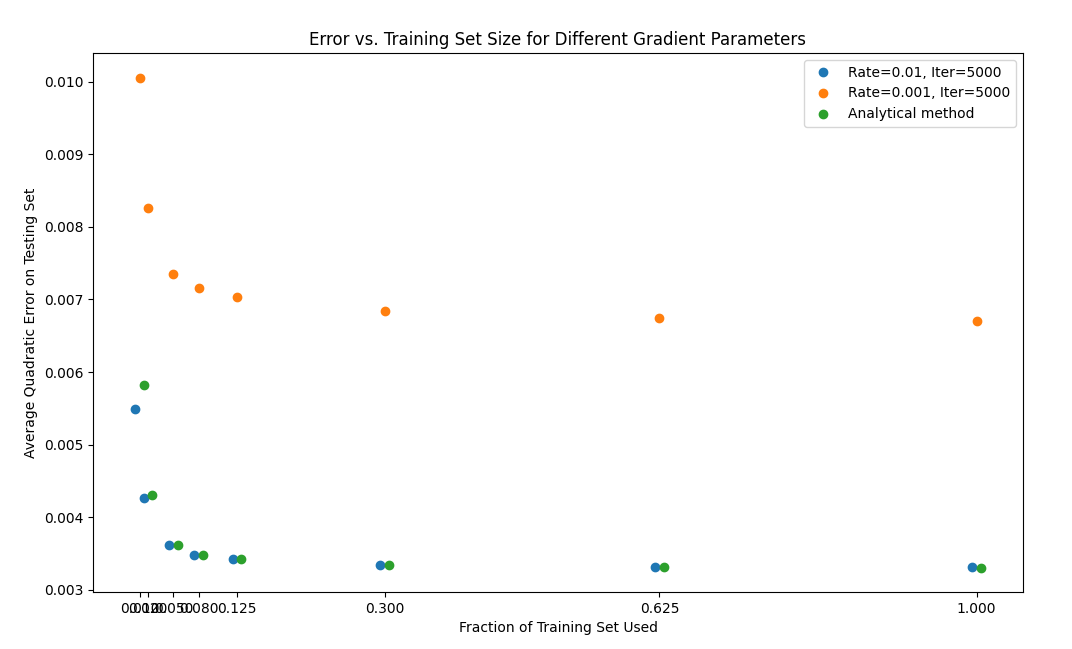 Error vs. Training Set Size for Different Gradient Parameters
Rate=0.01, Iter=5000
Rate=0.001, Iter=5000
Analytical method
Average Quadratic Error on Testing Set
0.010
0.009
0.008
0.007
0.006
0.005
0.004
0.003
0.125
0.300
0.625
1.000
Fraction of Training Set Used